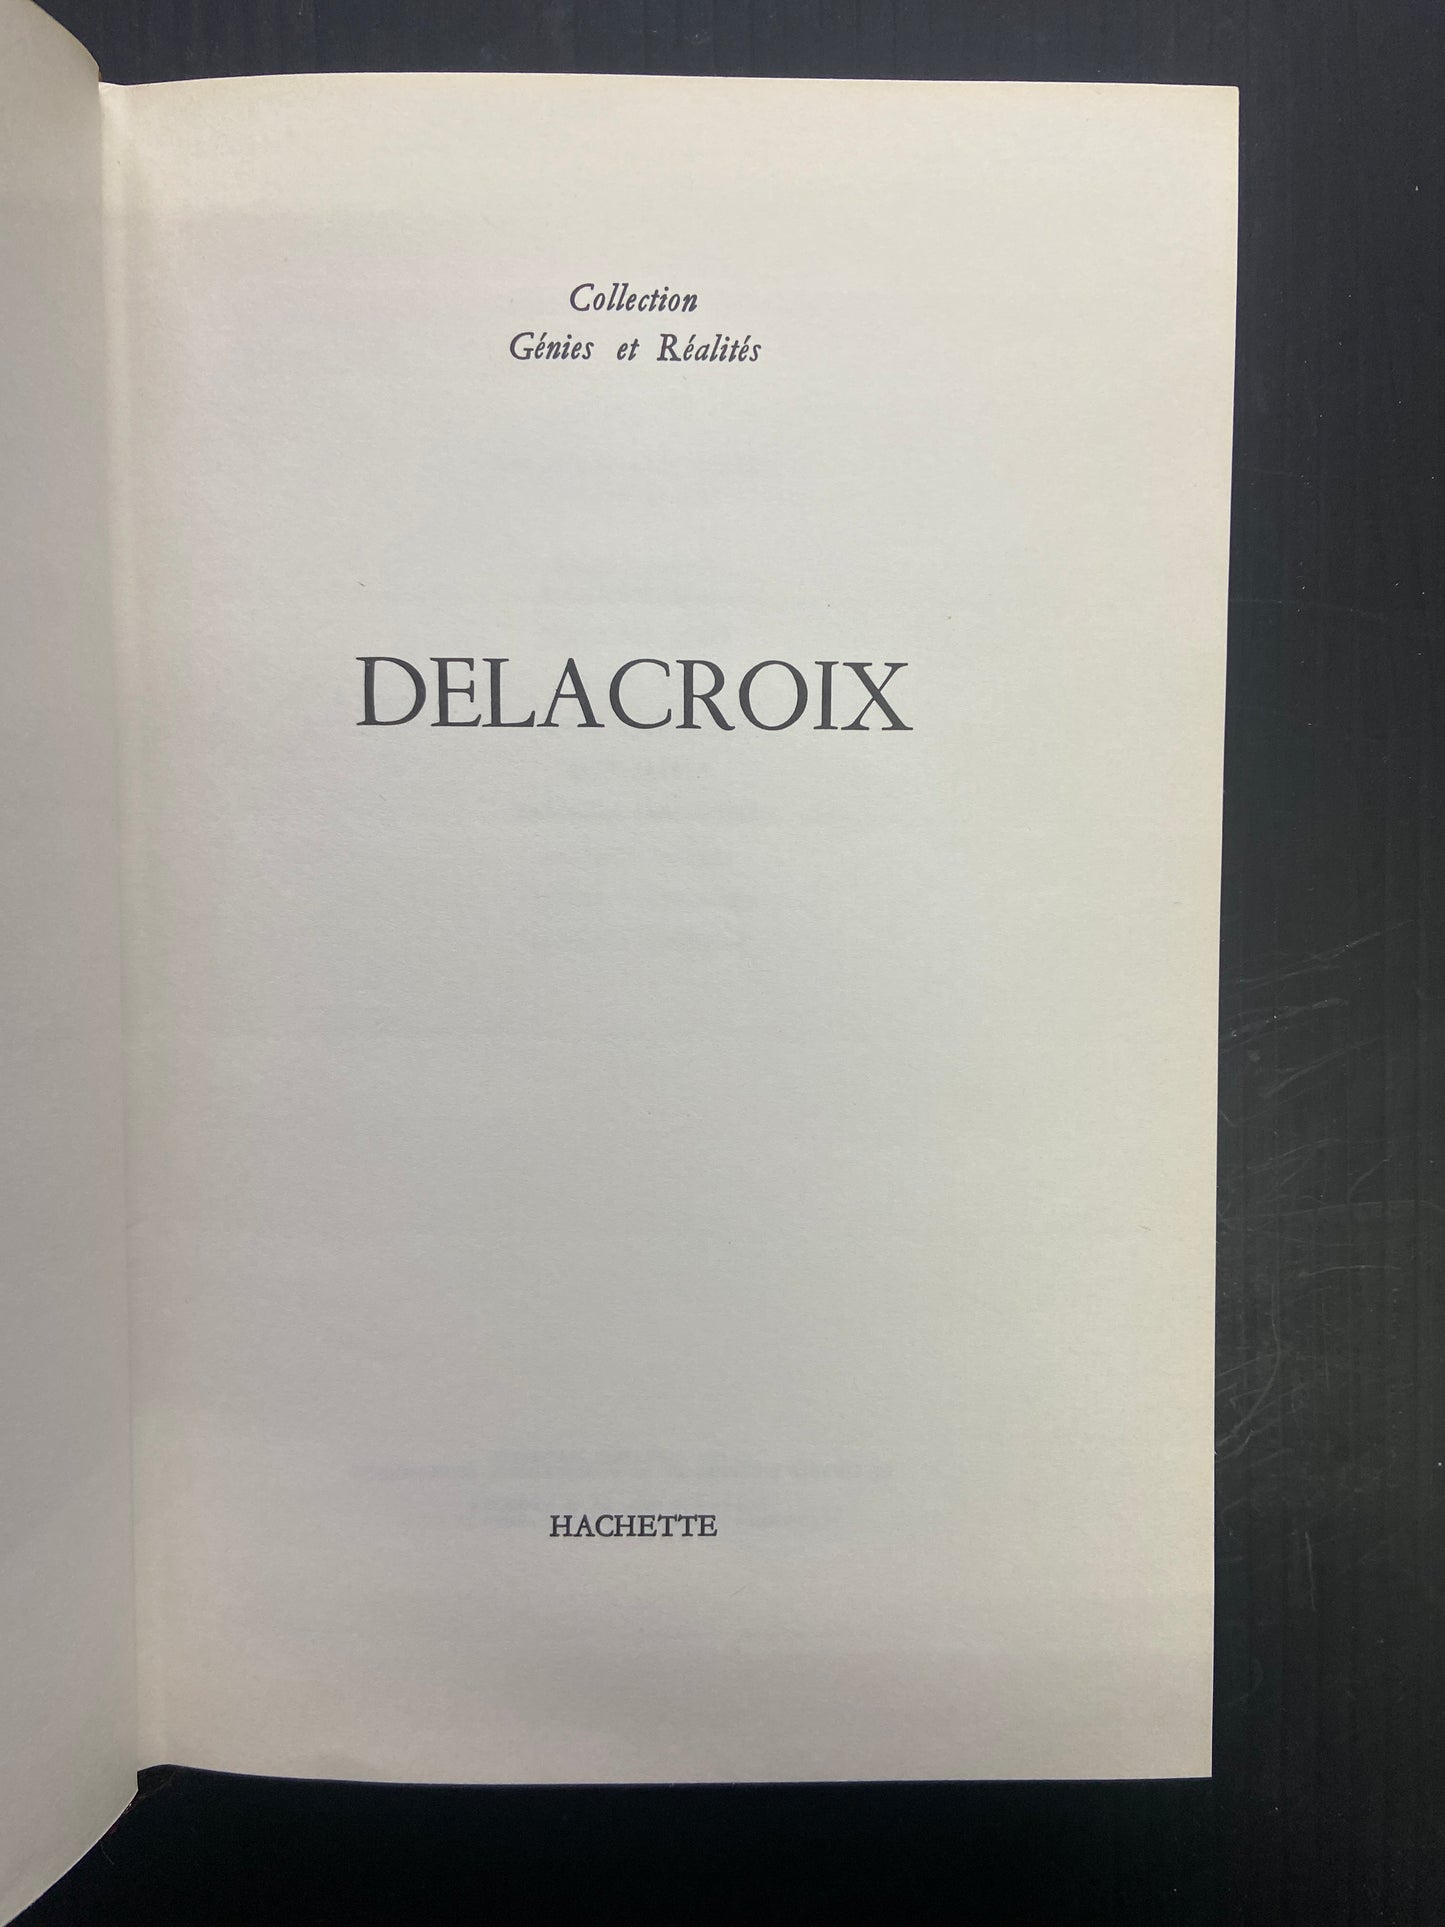 Collection
Génies et Réalités
DELACROIX
HACHETTE